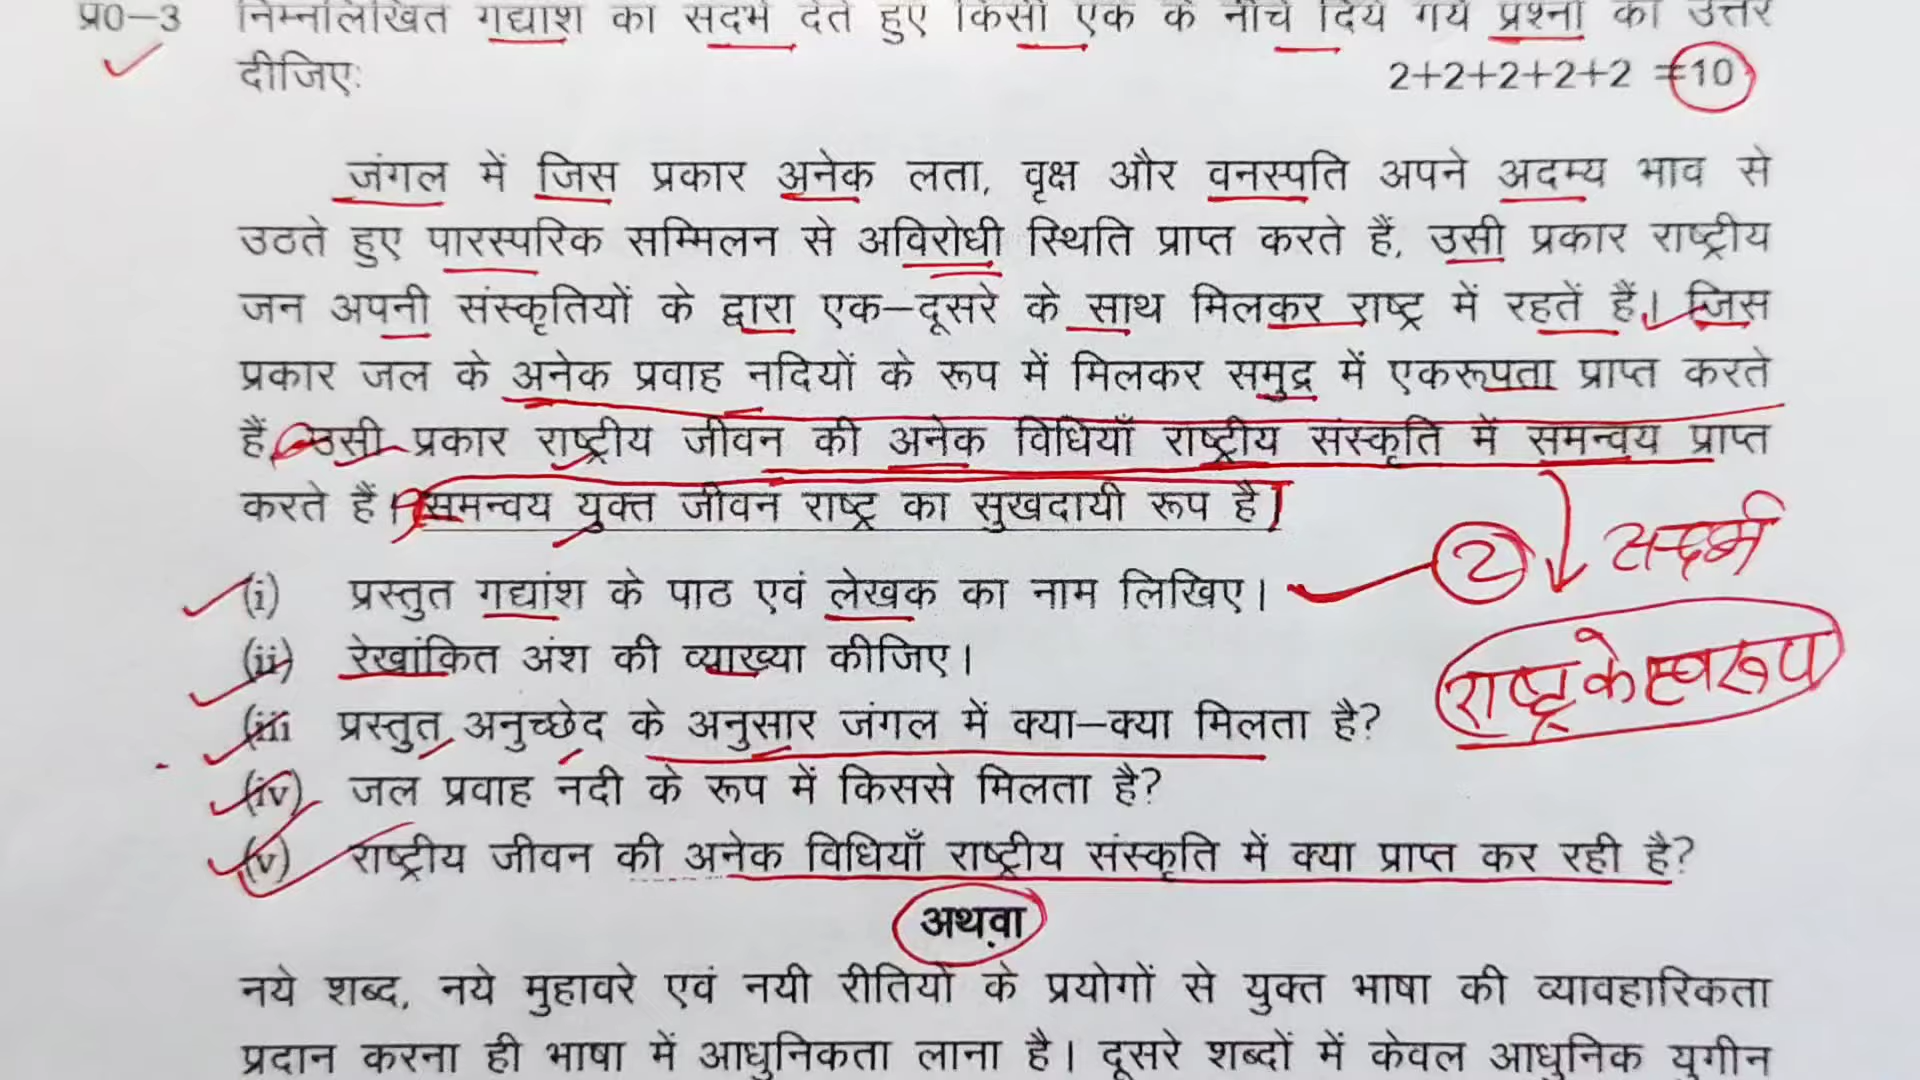 प्र0–3 निम्नलिखित गद्यांश का संदर्भ देते हुए किसी एक के नीचे दिये गये प्रश्नों का उत्तर
दीजिए: 2+2+2+2+2 =10
जंगल में जिस प्रकार अनेक लता, वृक्ष और वनस्पति अपने अदम्य भाव से
उठते हुए पारस्परिक सम्मिलन से अविरोधी स्थिति प्राप्त करते हैं, उसी प्रकार राष्ट्रीय
जन अपनी संस्कृतियों के द्वारा एक–दूसरे के साथ मिलकर राष्ट्र में रहतें हैं। जिस
प्रकार जल के अनेक प्रवाह नदियों के रूप में मिलकर समुद्र में एकरूपता प्राप्त करते
हैं, उसी प्रकार राष्ट्रीय जीवन की अनेक विधियाँ राष्ट्रीय संस्कृति में समन्वय प्राप्त
करते हैं। समन्वय युक्त जीवन राष्ट्र का सुखदायी रूप है।
2 सन्दर्भ
(i) प्रस्तुत गद्यांश के पाठ एवं लेखक का नाम लिखिए।
(ii) रेखांकित अंश की व्याख्या कीजिए।
राष्ट्र के स्वरूप
(iii प्रस्तुत अनुच्छेद के अनुसार जंगल में क्या–क्या मिलता है?
(iv) जल प्रवाह नदी के रूप में किससे मिलता है?
(v) राष्ट्रीय जीवन की अनेक विधियाँ राष्ट्रीय संस्कृति में क्या प्राप्त कर रही है?
अथवा
नये शब्द, नये मुहावरे एवं नयी रीतियों के प्रयोगों से युक्त भाषा की व्यावहारिकता
प्रदान करना ही भाषा में आधुनिकता लाना है। दूसरे शब्दों में केवल आधुनिक युगीन